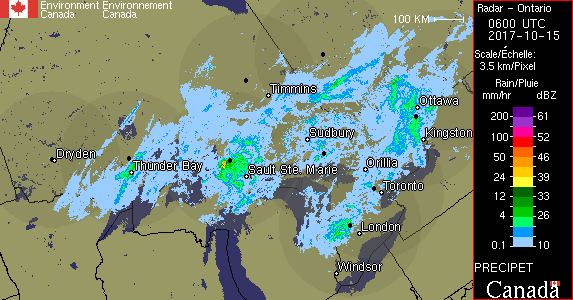 Environment Environnement
Canada Canada
100 KM
Timmins
Ottawa
Sudbury
Kingston
Dryden
Thunder Bay
Sault Ste. Marie
Orillia
Toronto
London
Windsor
Radar - Ontario
0600 UTC
2017-10-15
Scale/Échelle:
3.5 km/Pixel
Rain/Pluie
mm/hr dBZ
200 61
100 52
50 46
24 39
12 33
4 26
0.1 10
PRECIPET
Canada